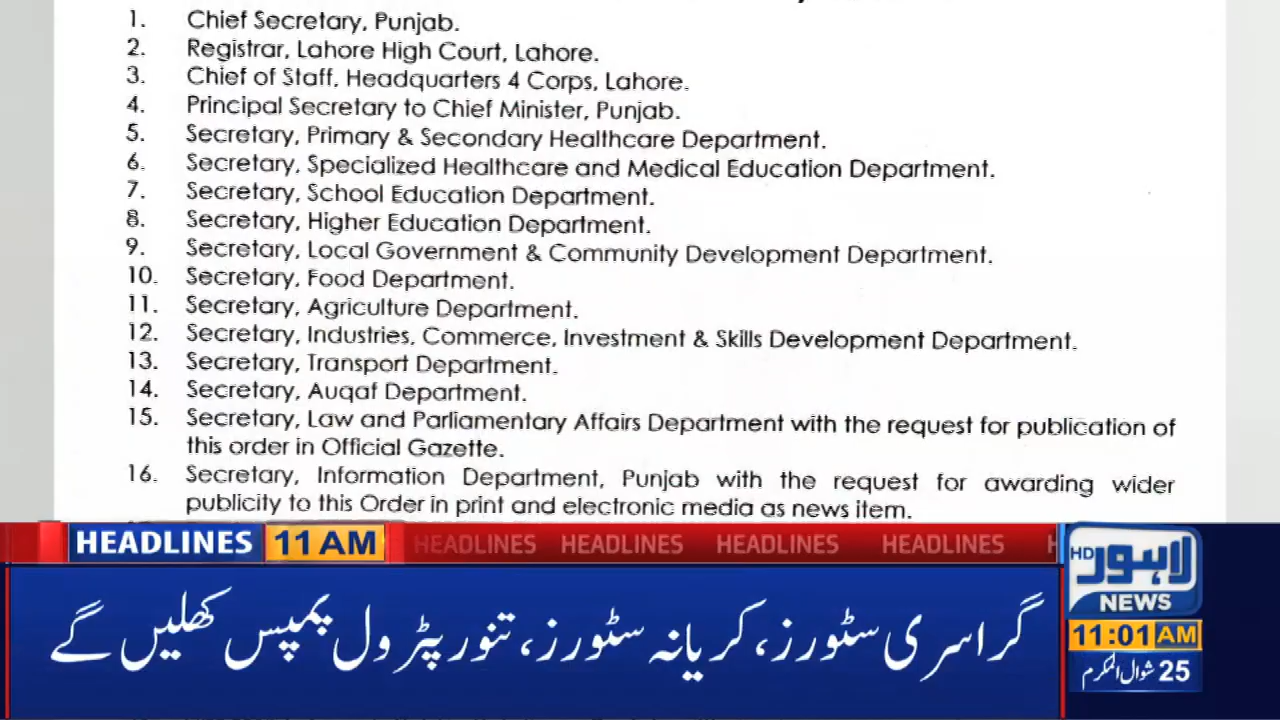 1. Chief Secretary, Punjab.
2. Registrar, Lahore High Court, Lahore.
3. Chief of Staff, Headquarters 4 Corps, Lahore.
4. Principal Secretary to Chief Minister, Punjab.
5. Secretary, Primary & Secondary Healthcare Department.
6. Secretary, Specialized Healthcare and Medical Education Department.
7. Secretary, School Education Department.
8. Secretary, Higher Education Department.
9. Secretary, Local Government & Community Development Department.
10. Secretary, Food Department.
11. Secretary, Agriculture Department.
12. Secretary, Industries, Commerce, Investment & Skills Development Department.
13. Secretary, Transport Department.
14. Secretary, Auqaf Department.
15. Secretary, Law and Parliamentary Affairs Department with the request for publication of
this order in Official Gazette.
16. Secretary, Information Department, Punjab with the request for awarding wider
publicity to this Order in print and electronic media as news item.
HEADLINES 11 AM HEADLINES HEADLINES HEADLINES HEADLINES
گراسری سٹورز، کریانہ سٹورز، تنور پٹرول پمپس کھلیں گے
HD لاہور
NEWS
11:01 AM
25 شوال المکرم